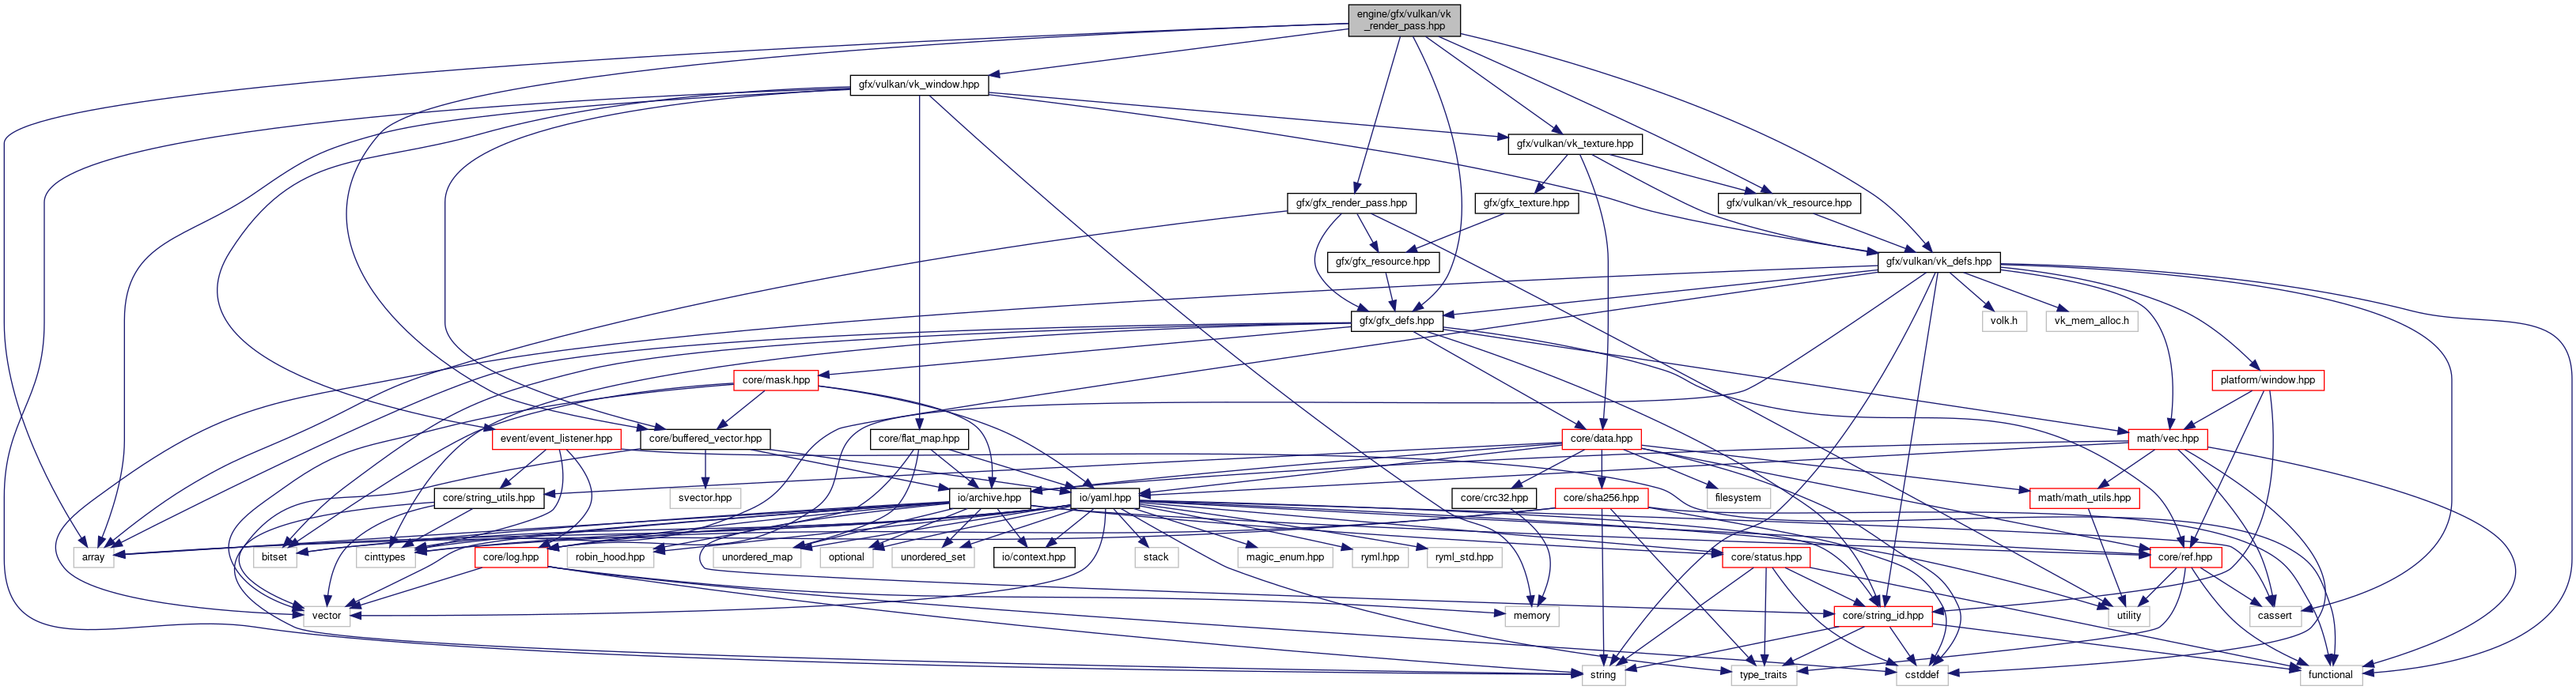 engine/gfx/vulkan/vk
_render_pass.hpp
gfx/vulkan/vk_window.hpp
gfx/vulkan/vk_texture.hpp
gfx/gfx_render_pass.hpp
gfx/gfx_texture.hpp
gfx/vulkan/vk_resource.hpp
gfx/gfx_resource.hpp
gfx/vulkan/vk_defs.hpp
gfx/gfx_defs.hpp
volk.h
vk_mem_alloc.h
core/mask.hpp
platform/window.hpp
event/event_listener.hpp
core/buffered_vector.hpp
core/flat_map.hpp
core/data.hpp
math/vec.hpp
core/string_utils.hpp
svector.hpp
io/archive.hpp
io/yaml.hpp
core/crc32.hpp
core/sha256.hpp
filesystem
math/math_utils.hpp
array
bitset
cinttypes
core/log.hpp
robin_hood.hpp
unordered_map
optional
unordered_set
io/context.hpp
stack
magic_enum.hpp
ryml.hpp
ryml_std.hpp
core/status.hpp
core/ref.hpp
vector
memory
core/string_id.hpp
utility
cassert
string
type_traits
cstddef
functional